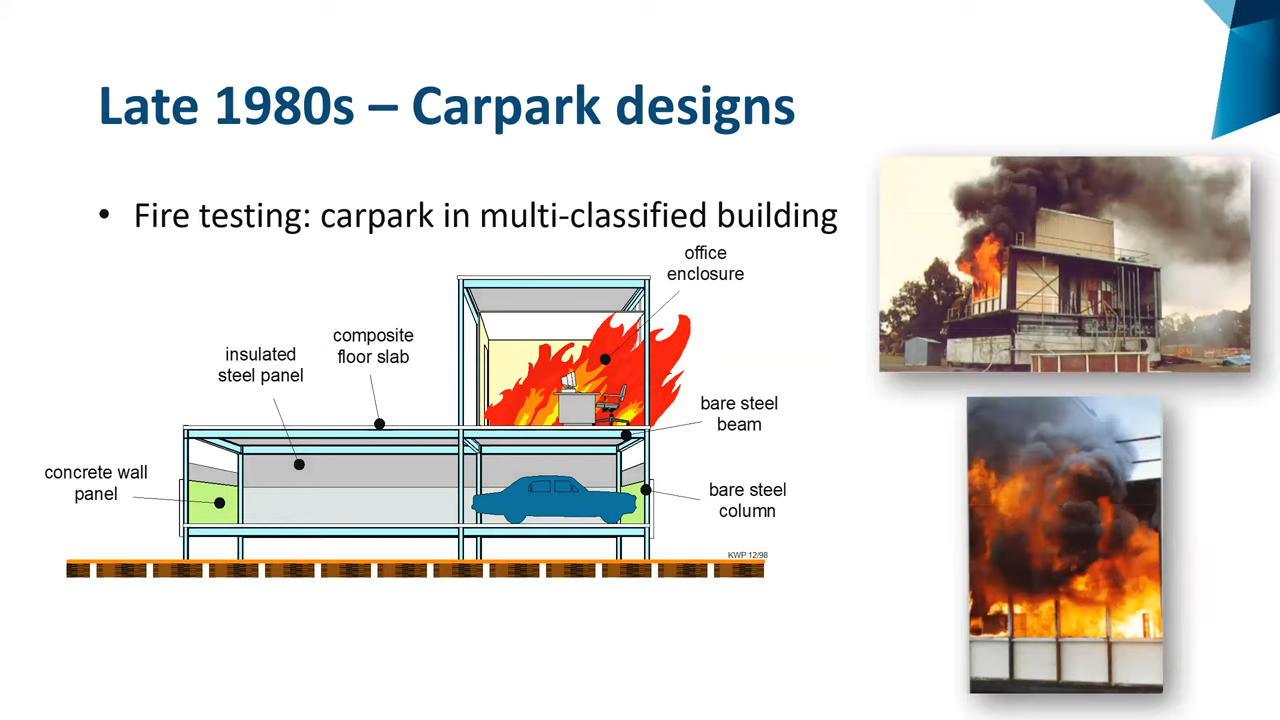 Late 1980s – Carpark designs
• Fire testing: carpark in multi-classified building
office
enclosure
composite
floor slab
insulated
steel panel
bare steel
beam
concrete wall
panel
bare steel
column
KWP 12/98